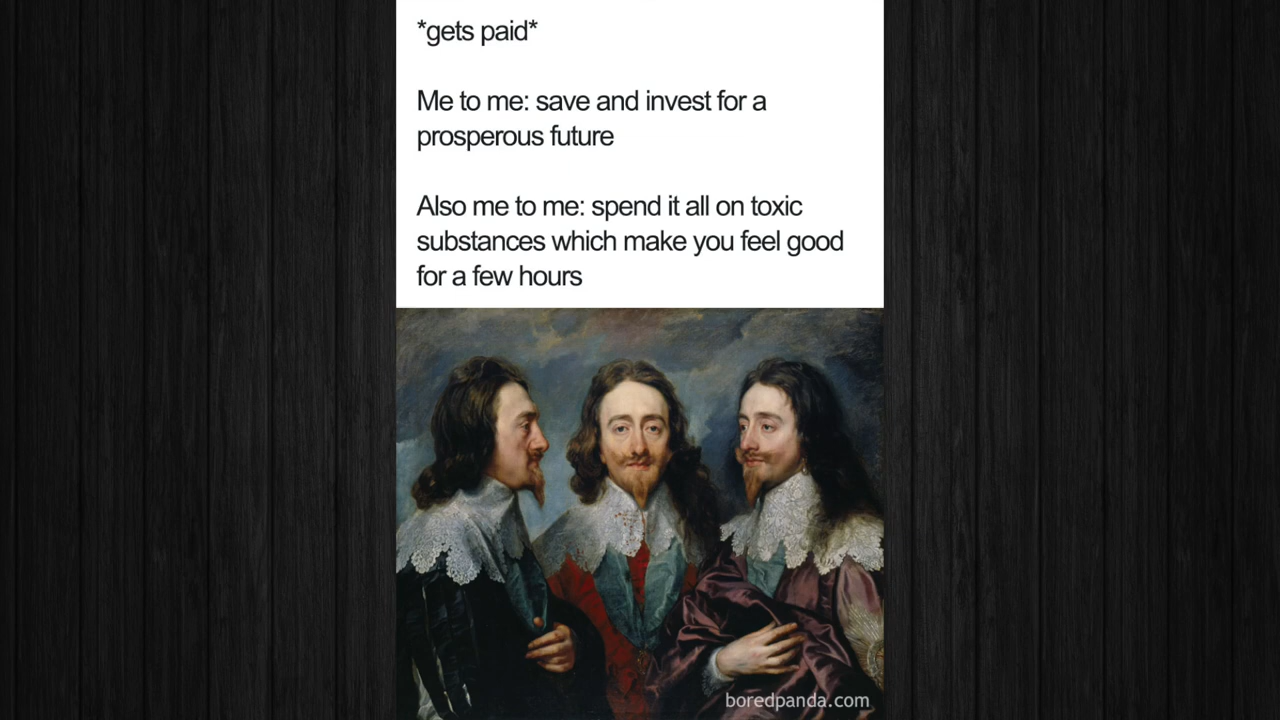 *gets paid*
Me to me: save and invest for a
prosperous future
Also me to me: spend it all on toxic
substances which make you feel good
for a few hours
boredpanda.com